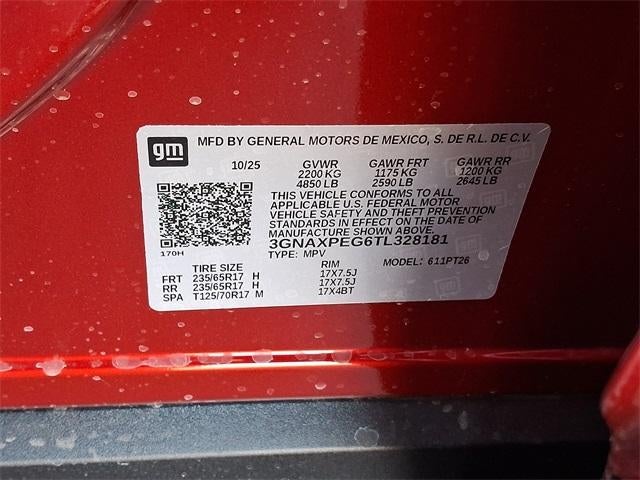 gm
MFD BY GENERAL MOTORS DE MEXICO, S. DE R.L. DE C.V.
10/25 GVWR GAWR FRT GAWR RR
2200 KG 1175 KG 1200 KG
4850 LB 2590 LB 2645 LB
THIS VEHICLE CONFORMS TO ALL
APPLICABLE U.S. FEDERAL MOTOR
VEHICLE SAFETY AND THEFT PREVENTION
STANDARDS IN EFFECT ON THE DATE OF
MANUFACTURE SHOWN ABOVE.
3GNAXPEG6TL328181
170H
TYPE: MPV MODEL: 611PT26
TIRE SIZE RIM
FRT 235/65R17 H 17X7.5J
RR 235/65R17 H 17X7.5J
SPA T125/70R17 M 17X4BT